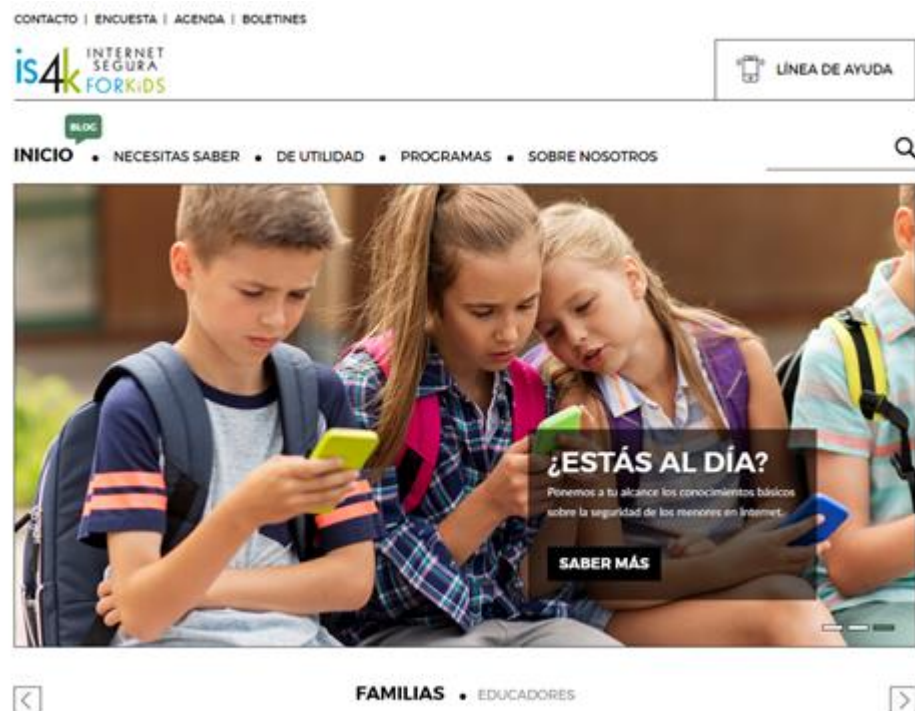 CONTACTO | ENCUESTA | AGENDA | BOLETINES
is4k INTERNET
SEGURA
FORKiDS
LÍNEA DE AYUDA
BLOG
INICIO • NECESITAS SABER • DE UTILIDAD • PROGRAMAS • SOBRE NOSOTROS
¿ESTÁS AL DÍA?
Ponemos a tu alcance los conocimientos básicos
sobre la seguridad de los menores en Internet.
SABER MÁS
FAMILIAS • EDUCADORES